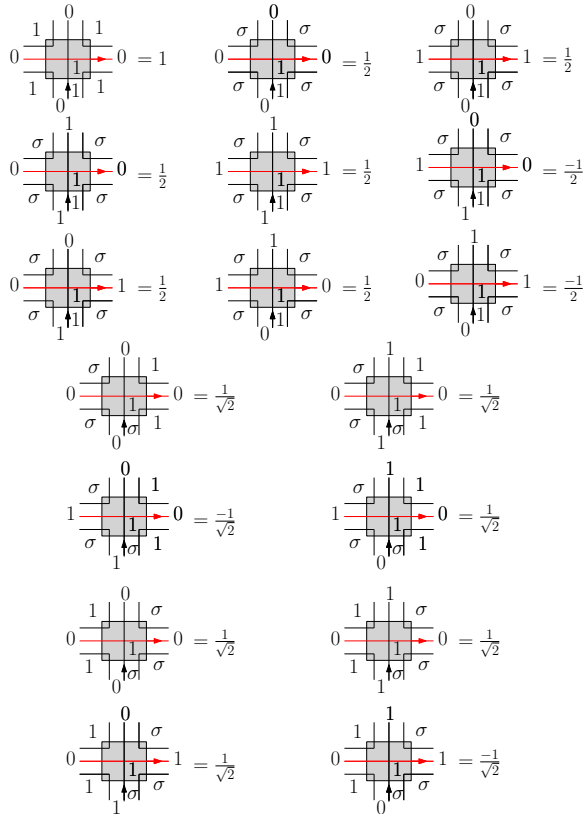 0 0 0
1 1 σ σ σ σ
0 0 = 1 0 0 = 1/2 1 1 = 1/2
1 1 1 1 σ 1 1 σ σ 1 1 σ
0 0 0
1 1 0
σ σ σ σ σ σ
0 0 = 1/2 1 1 = 1/2 1 0 = -1/2
σ 1 1 σ σ 1 1 σ σ 1 1 σ
1 1 1
0 1 1
σ σ σ σ σ σ
0 1 = 1/2 1 0 = 1/2 0 1 = -1/2
σ 1 1 σ σ 1 1 σ σ 1 1 σ
1 0 0
0 1
σ 1 σ 1
0 0 = 1/√2 1 0 = 1/√2
σ 1 σ 1 σ 1 σ 1
0 1
0 1
σ 1 σ 1
1 0 = -1/√2 0 0 = 1/√2
σ 1 σ 1 σ 1 σ 1
1 0
0 1
1 σ 1 σ
0 0 = 1/√2 0 0 = 1/√2
1 1 σ σ 1 1 σ σ
0 1
0 1
1 σ 1 σ
0 1 = 1/√2 0 1 = -1/√2
1 1 σ σ 1 1 σ σ
1 0